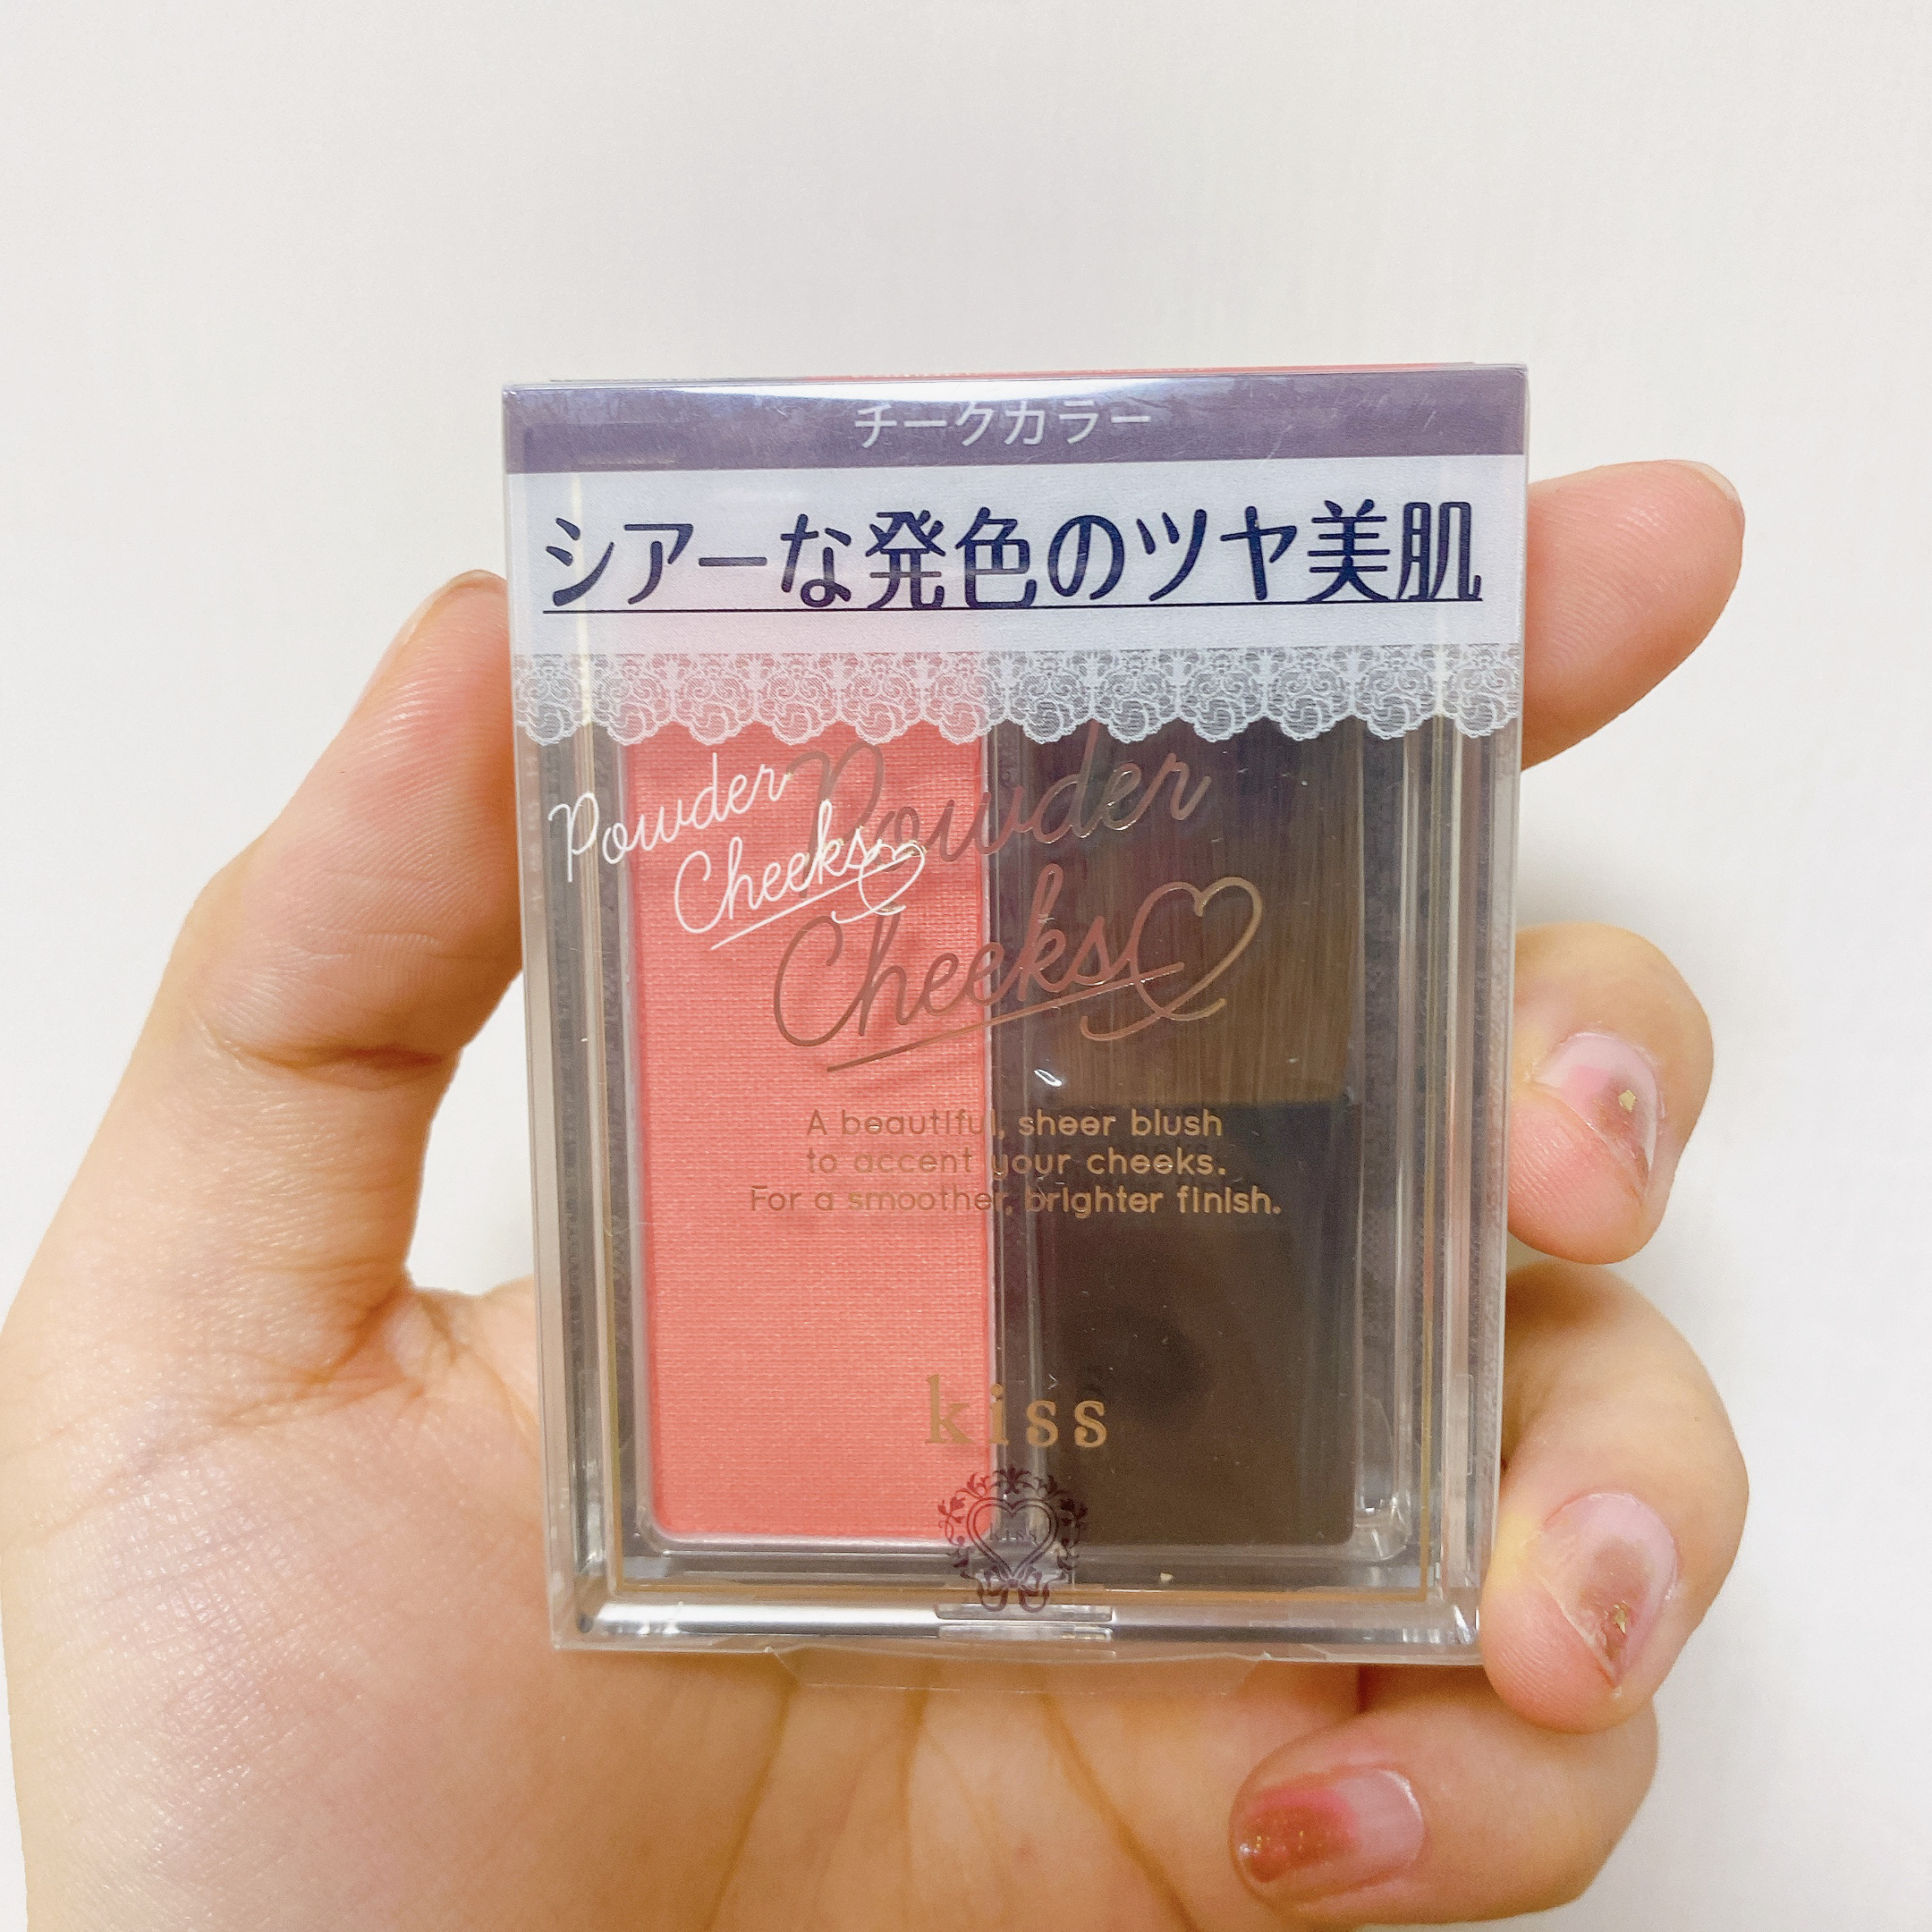 チークカラー
シアーな発色のツヤ美肌
Powder
Cheeks
Powder
Cheeks
A beautiful, sheer blush
to accent your cheeks.
For a smoother, brighter finish.
kiss
kiss